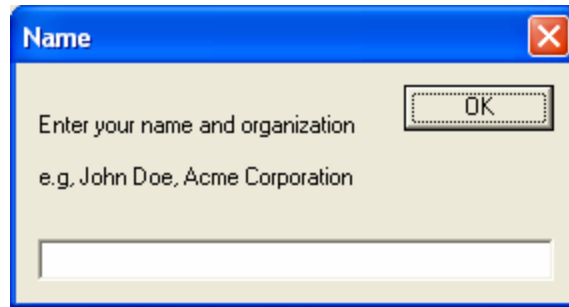 Name
OK
Enter your name and organization
e.g, John Doe, Acme Corporation